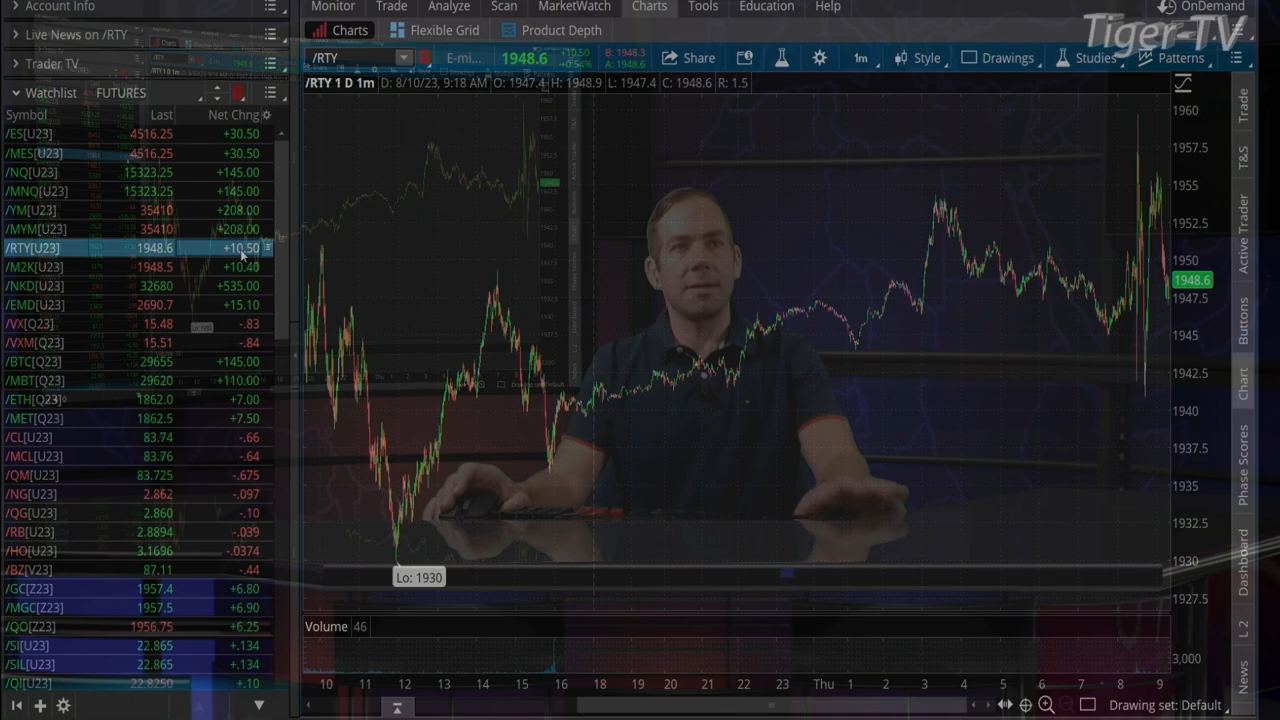 Account Info
Monitor Trade Analyze Scan MarketWatch Charts Tools Education Help
OnDemand
Tiger-TV
Live News on /RTY
Charts Flexible Grid Product Depth
Trader TV
/RTY E-mi... 1948.6 +10.50 +0.54% B: 1948.3 A: 1948.6 Share 1m Style Drawings Studies Patterns
Watchlist FUTURES
/RTY 1 D 1m D: 8/10/23, 9:18 AM O: 1947.4 H: 1948.9 L: 1947.4 C: 1948.6 R: 1.5
Symbol Last Net Chng
/ES[U23] 4516.25 +30.50
/MES[U23] 4516.25 +30.50
/NQ[U23] 15323.25 +145.00
/MNQ[U23] 15323.25 +145.00
/YM[U23] 35410 +208.00
/MYM[U23] 35410 +208.00
/RTY[U23] 1948.6 +10.50
/M2K[U23] 1948.5 +10.40
/NKD[U23] 32680 +535.00
/EMD[U23] 2690.7 +15.10
/VX[Q23] 15.48 -.83
/VXM[Q23] 15.51 -.84
/BTC[Q23] 29655 +145.00
/MBT[Q23] 29620 +110.00
/ETH[Q23] 1862.0 +7.00
/MET[Q23] 1862.5 +7.50
/CL[U23] 83.74 -.66
/MCL[U23] 83.76 -.64
/QM[U23] 83.725 -.675
/NG[U23] 2.862 -.097
/QG[U23] 2.860 -.10
/RB[U23] 2.8894 -.039
/HO[U23] 3.1696 -.0374
/BZ[V23] 87.11 -.44
/GC[Z23] 1957.4 +6.80
/MGC[Z23] 1957.5 +6.90
/QO[Z23] 1956.75 +6.25
/SI[U23] 22.865 +.134
/SIL[U23] 22.865 +.134
/QI[U23] 22.8250 +.10
1960
1957.5
1955
1952.5
1950
1948.6
1947.5
1945
1942.5
1940
1937.5
1935
1932.5
1930
1927.5
Lo: 1930
Volume 46
3,000
10 11 12 13 14 15 16 17 18 19 20 21 22 23 Thu 1 2 3 4 5 6 7 8 9
Drawing set: Default
Trade
T&S
Active Trader
Buttons
Chart
Phase Scores
Dashboard
L 2
News